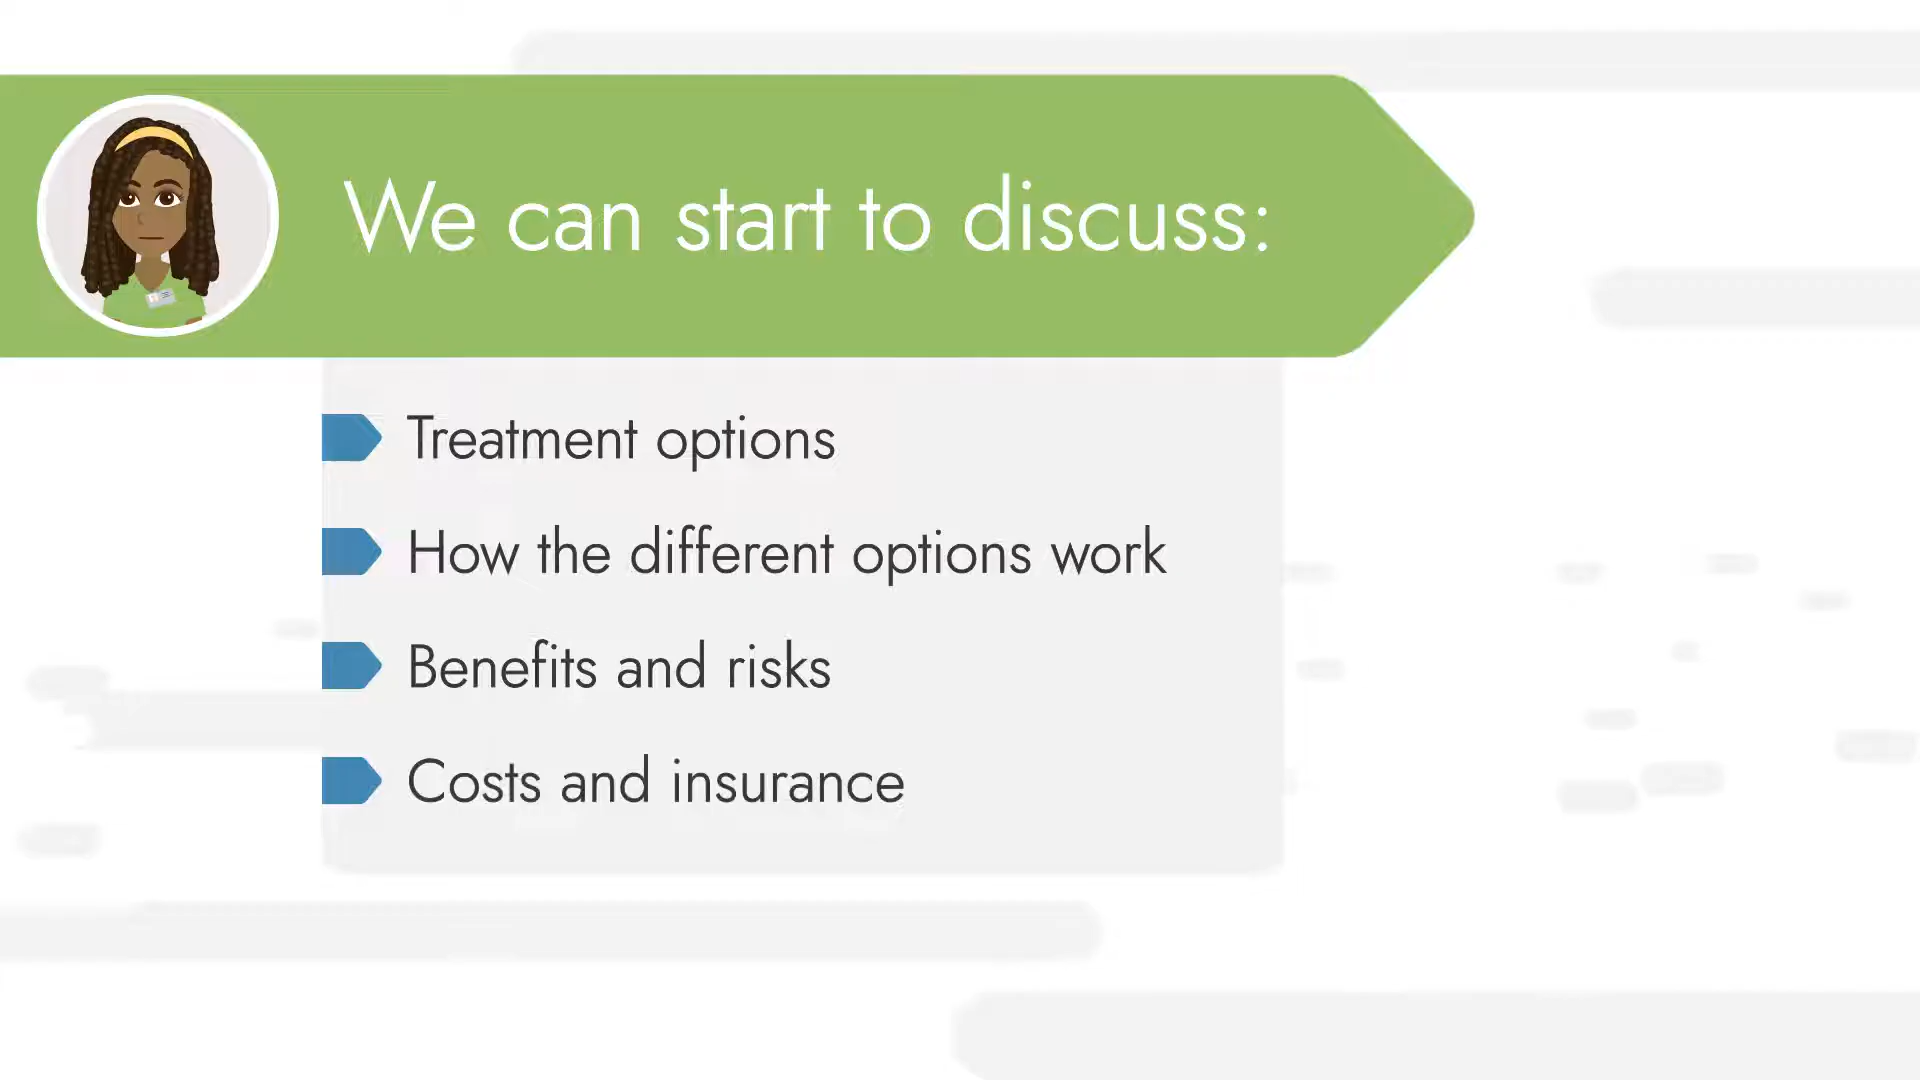 We can start to discuss:
Treatment options
How the different options work
Benefits and risks
Costs and insurance